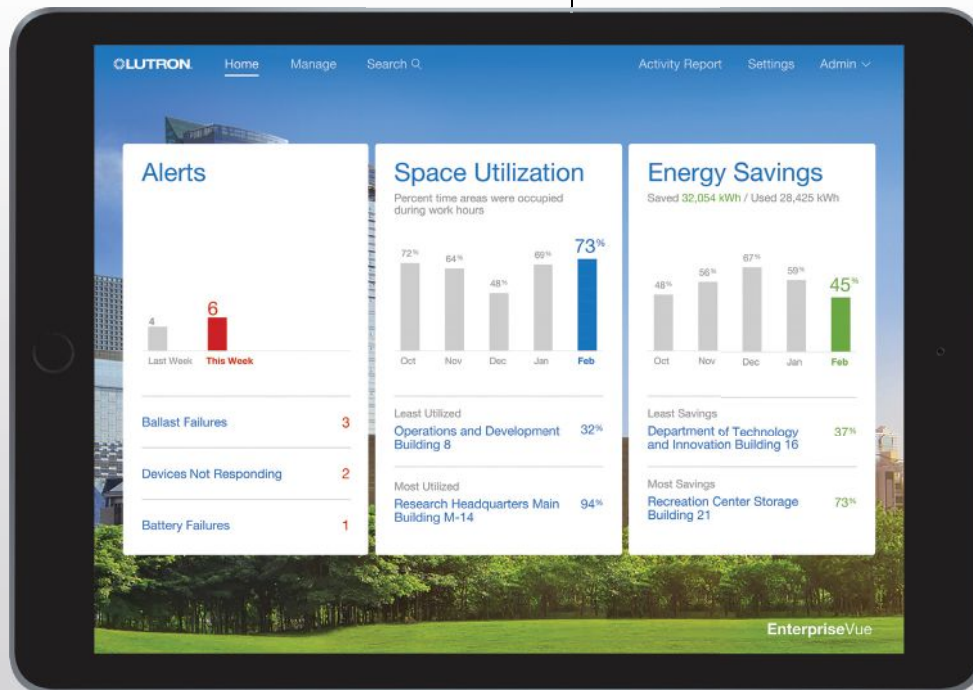 LUTRON
Home
Manage
Search
Activity Report
Settings
Admin
Alerts
4
6
Last Week
This Week
Ballast Failures 3
Devices Not Responding 2
Battery Failures 1
Space Utilization
Percent time areas were occupied
during work hours
72%
64%
48%
69%
73%
Oct
Nov
Dec
Jan
Feb
Least Utilized
Operations and Development 32%
Building 8
Most Utilized
Research Headquarters Main 94%
Building M-14
Energy Savings
Saved 32,054 kWh / Used 28,425 kWh
48%
56%
67%
59%
45%
Oct
Nov
Dec
Jan
Feb
Least Savings
Department of Technology 37%
and Innovation Building 16
Most Savings
Recreation Center Storage 73%
Building 21
EnterpriseVue